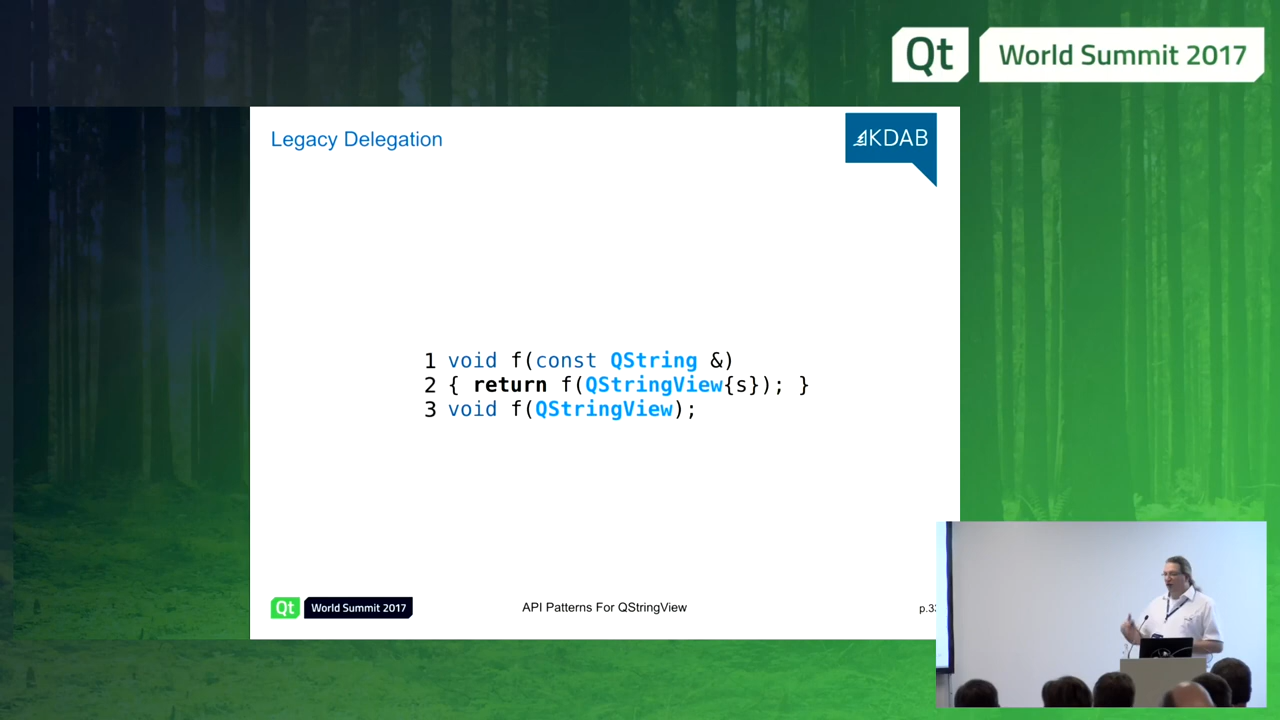 Qt World Summit 2017
Legacy Delegation
KDAB
1 void f(const QString &)
2 { return f(QStringView{s}); }
3 void f(QStringView);
Qt World Summit 2017
API Patterns For QStringView